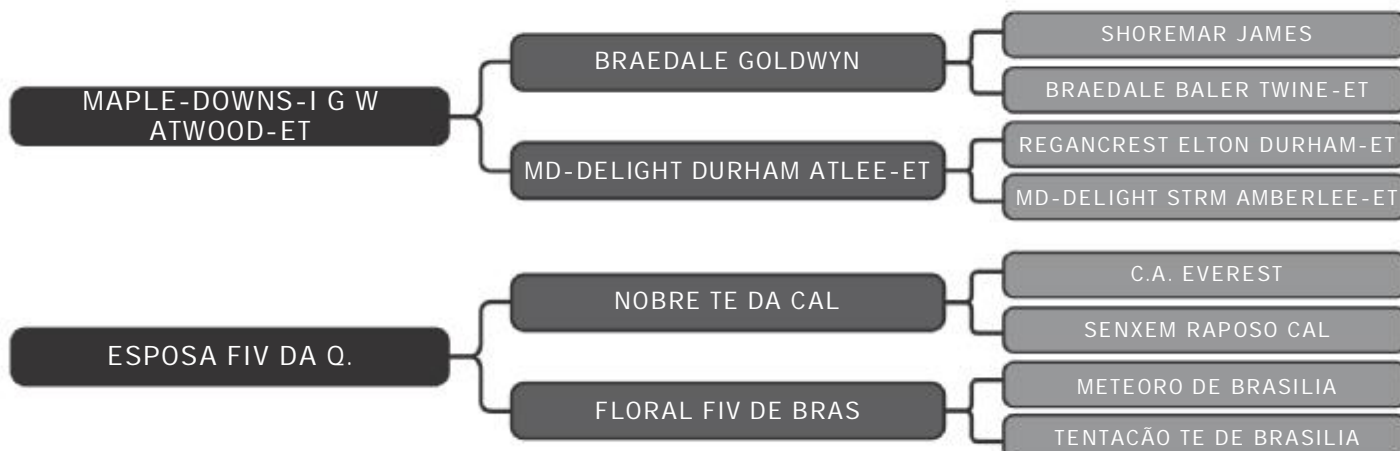 MAPLE-DOWNS-I G W
ATWOOD-ET
BRAEDALE GOLDWYN
SHOREMAR JAMES
BRAEDALE BALER TWINE-ET
MD-DELIGHT DURHAM ATLEE-ET
REGANCREST ELTON DURHAM-ET
MD-DELIGHT STRM AMBERLEE-ET
ESPOSA FIV DA Q.
NOBRE TE DA CAL
C.A. EVEREST
SENXEM RAPOSO CAL
FLORAL FIV DE BRAS
METEORO DE BRASILIA
TENTACÃO TE DE BRASILIA